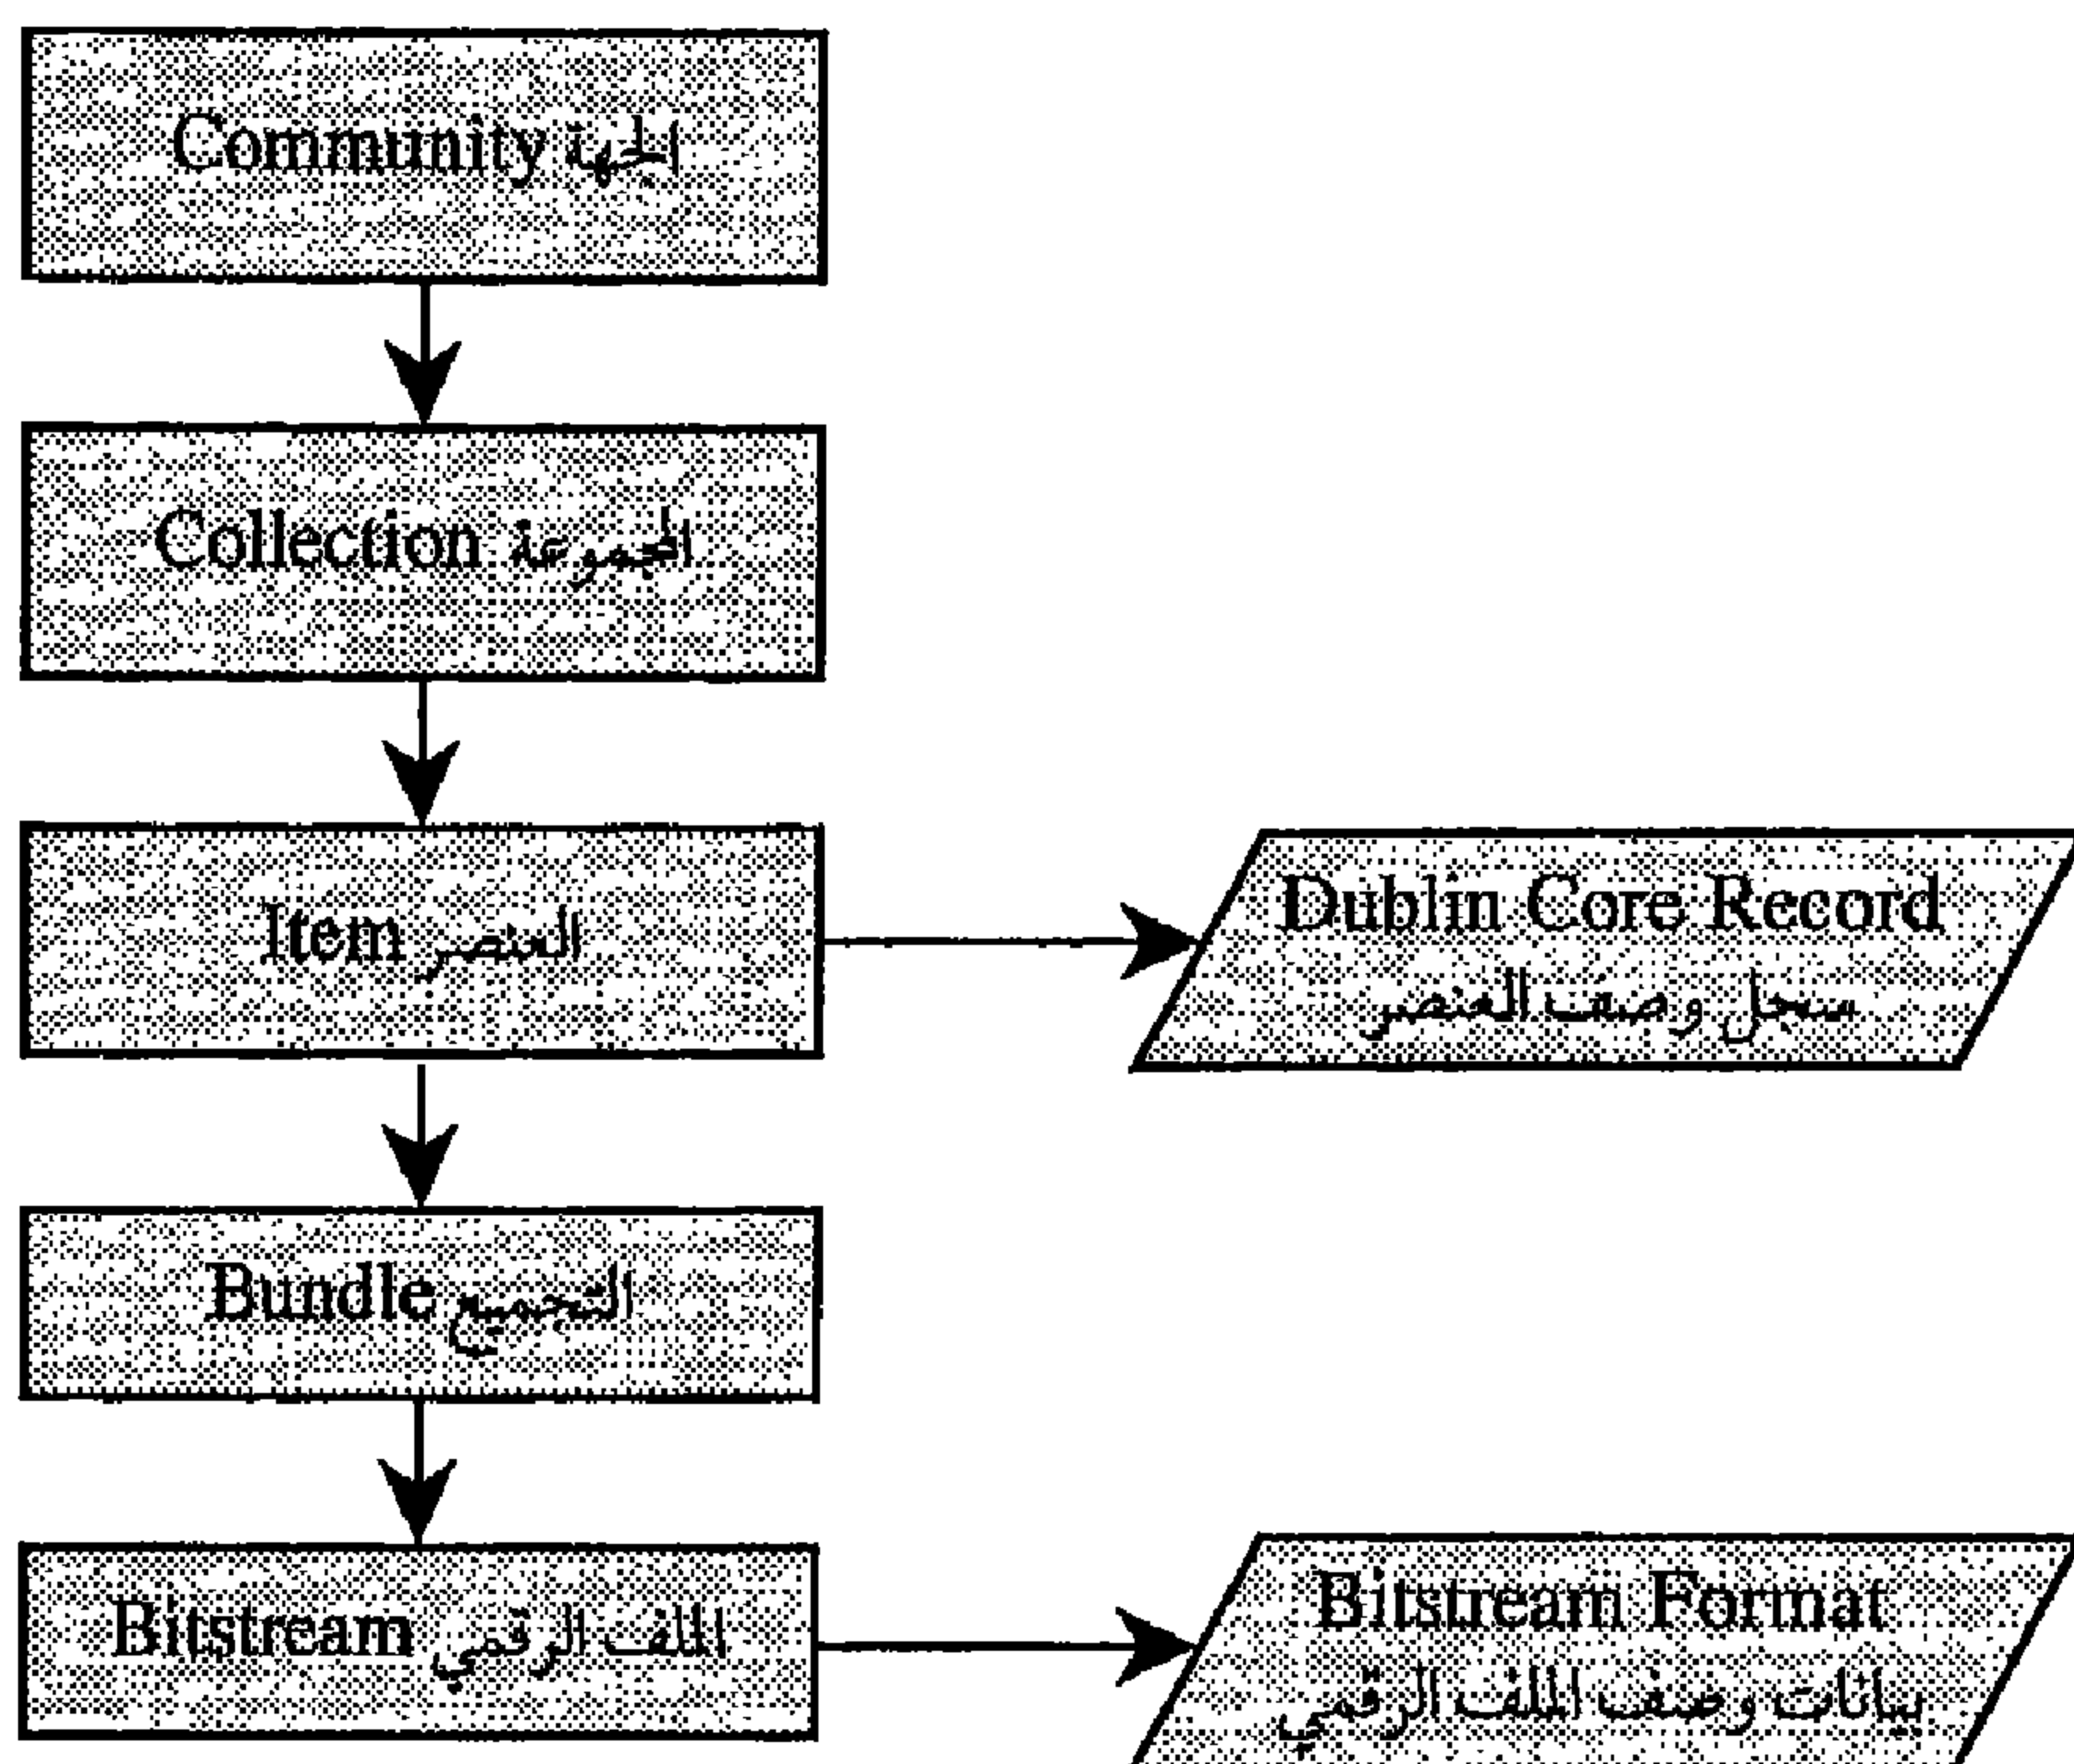 Community الجهة
Collection المجموعة
Item العنصر
Dublin Core Record
سجل وصف العنصر
Bundle التجميع
Bitstream الملف الرقمي
Bitstream Format
بيانات وصف الملف الرقمي